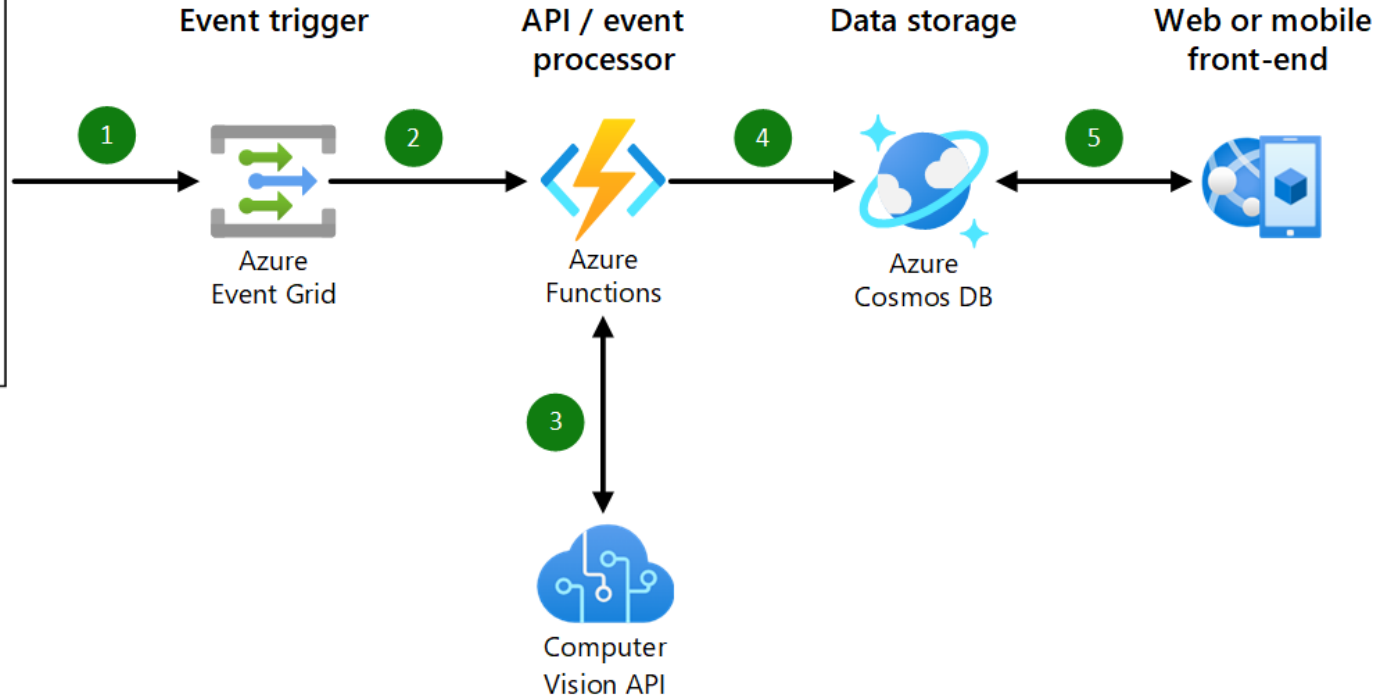 Event trigger
API / event
processor
Data storage
Web or mobile
front-end
1
2
4
5
Azure
Event Grid
Azure
Functions
Azure
Cosmos DB
3
Computer
Vision API